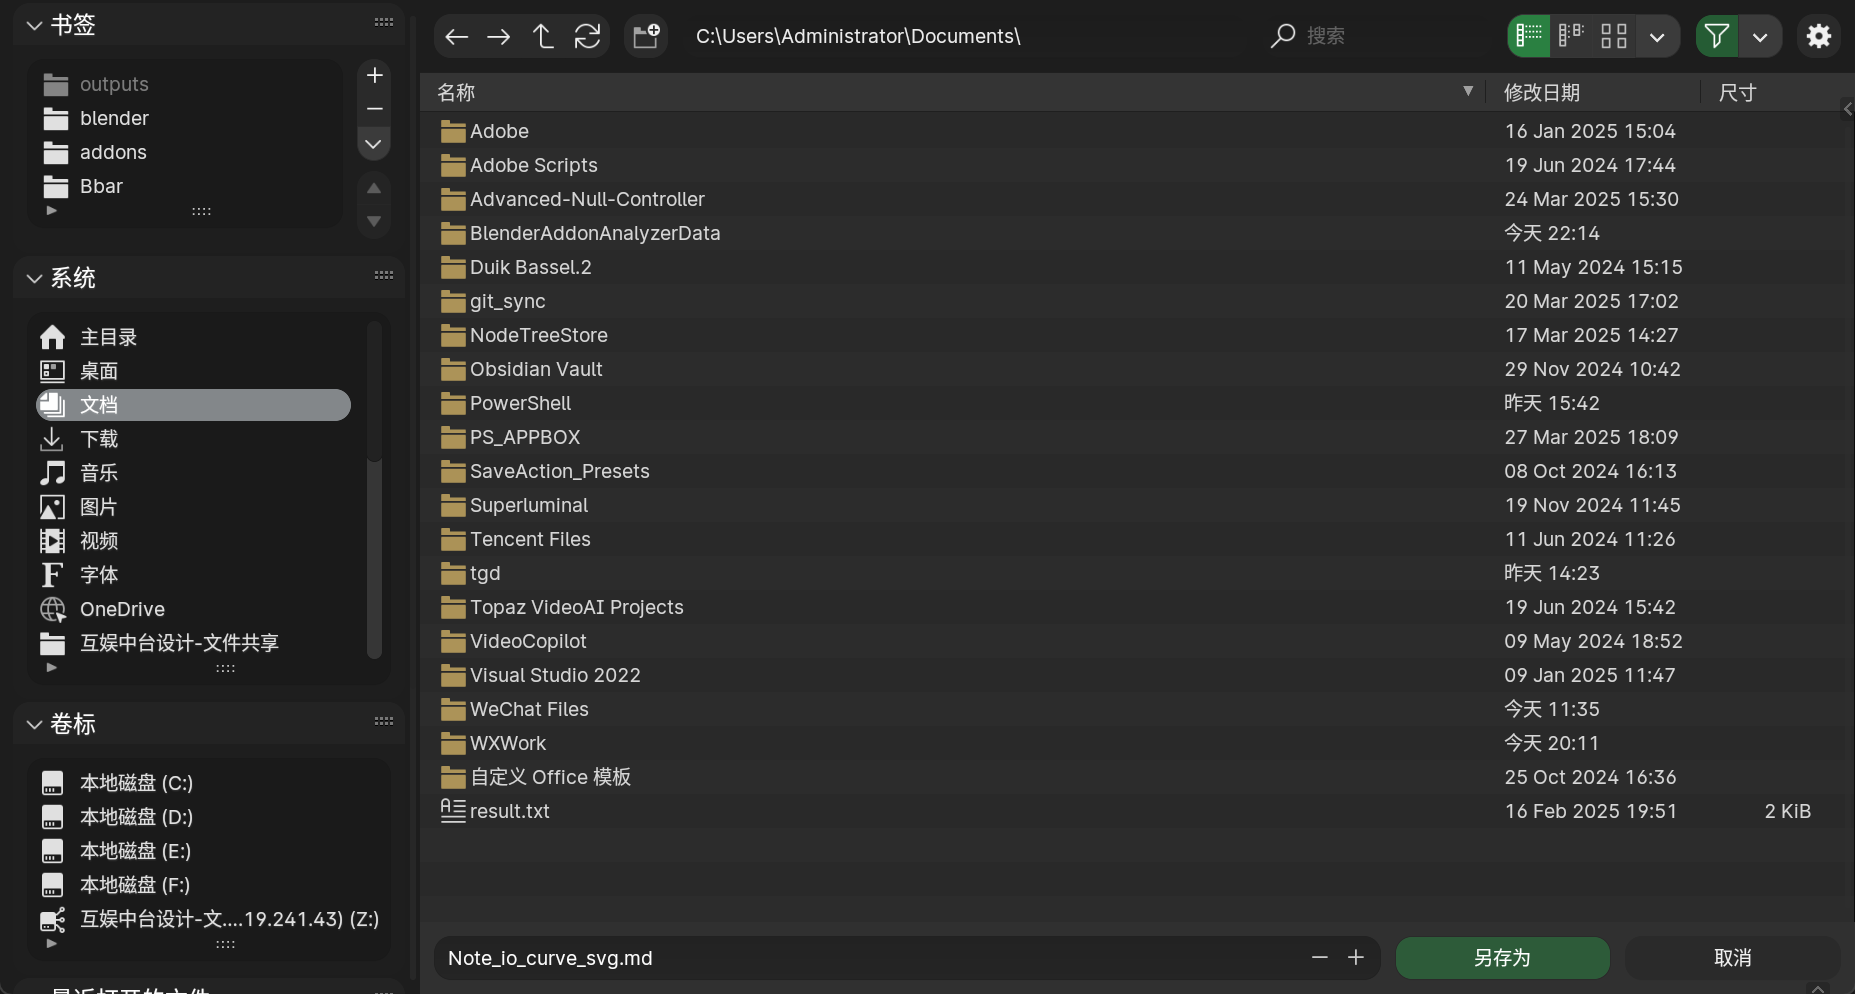 书签
outputs
blender
addons
Bbar
系统
主目录
桌面
文档
下载
音乐
图片
视频
字体
OneDrive
互娱中台设计-文件共享
卷标
本地磁盘 (C:)
本地磁盘 (D:)
本地磁盘 (E:)
本地磁盘 (F:)
互娱中台设计-文....19.241.43) (Z:)
最近打开的文件
C:\Users\Administrator\Documents\
搜索
名称 修改日期 尺寸
Adobe 16 Jan 2025 15:04
Adobe Scripts 19 Jun 2024 17:44
Advanced-Null-Controller 24 Mar 2025 15:30
BlenderAddonAnalyzerData 今天 22:14
Duik Bassel.2 11 May 2024 15:15
git_sync 20 Mar 2025 17:02
NodeTreeStore 17 Mar 2025 14:27
Obsidian Vault 29 Nov 2024 10:42
PowerShell 昨天 15:42
PS_APPBOX 27 Mar 2025 18:09
SaveAction_Presets 08 Oct 2024 16:13
Superluminal 19 Nov 2024 11:45
Tencent Files 11 Jun 2024 11:26
tgd 昨天 14:23
Topaz VideoAI Projects 19 Jun 2024 15:42
VideoCopilot 09 May 2024 18:52
Visual Studio 2022 09 Jan 2025 11:47
WeChat Files 今天 11:35
WXWork 今天 20:11
自定义 Office 模板 25 Oct 2024 16:36
result.txt 16 Feb 2025 19:51 2 KiB
Note_io_curve_svg.md
另存为
取消